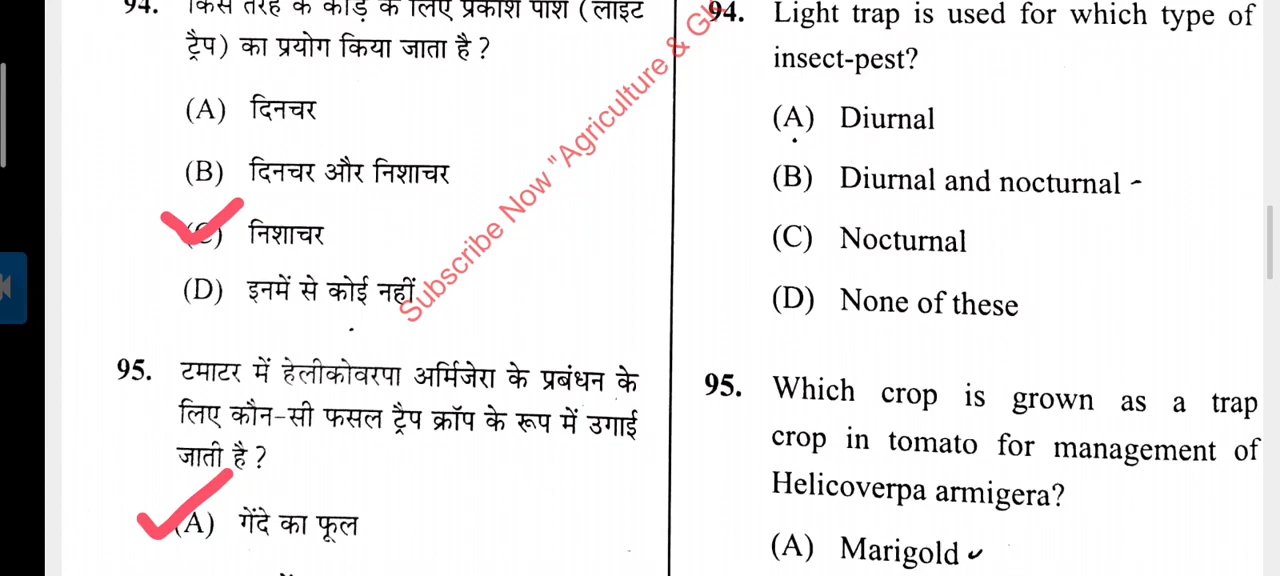 94. किस तरह के कीड़े के लिए प्रकाश पाश (लाइट
ट्रैप) का प्रयोग किया जाता है ?
(A) दिनचर
(B) दिनचर और निशाचर
(C) निशाचर
(D) इनमें से कोई नहीं
95. टमाटर में हेलीकोवरपा अर्मिजेरा के प्रबंधन के
लिए कौन-सी फसल ट्रैप क्रॉप के रूप में उगाई
जाती है ?
(A) गेंदे का फूल
94. Light trap is used for which type of
insect-pest?
(A) Diurnal
(B) Diurnal and nocturnal
(C) Nocturnal
(D) None of these
95. Which crop is grown as a trap
crop in tomato for management of
Helicoverpa armigera?
(A) Marigold
Subscribe Now "Agriculture & G